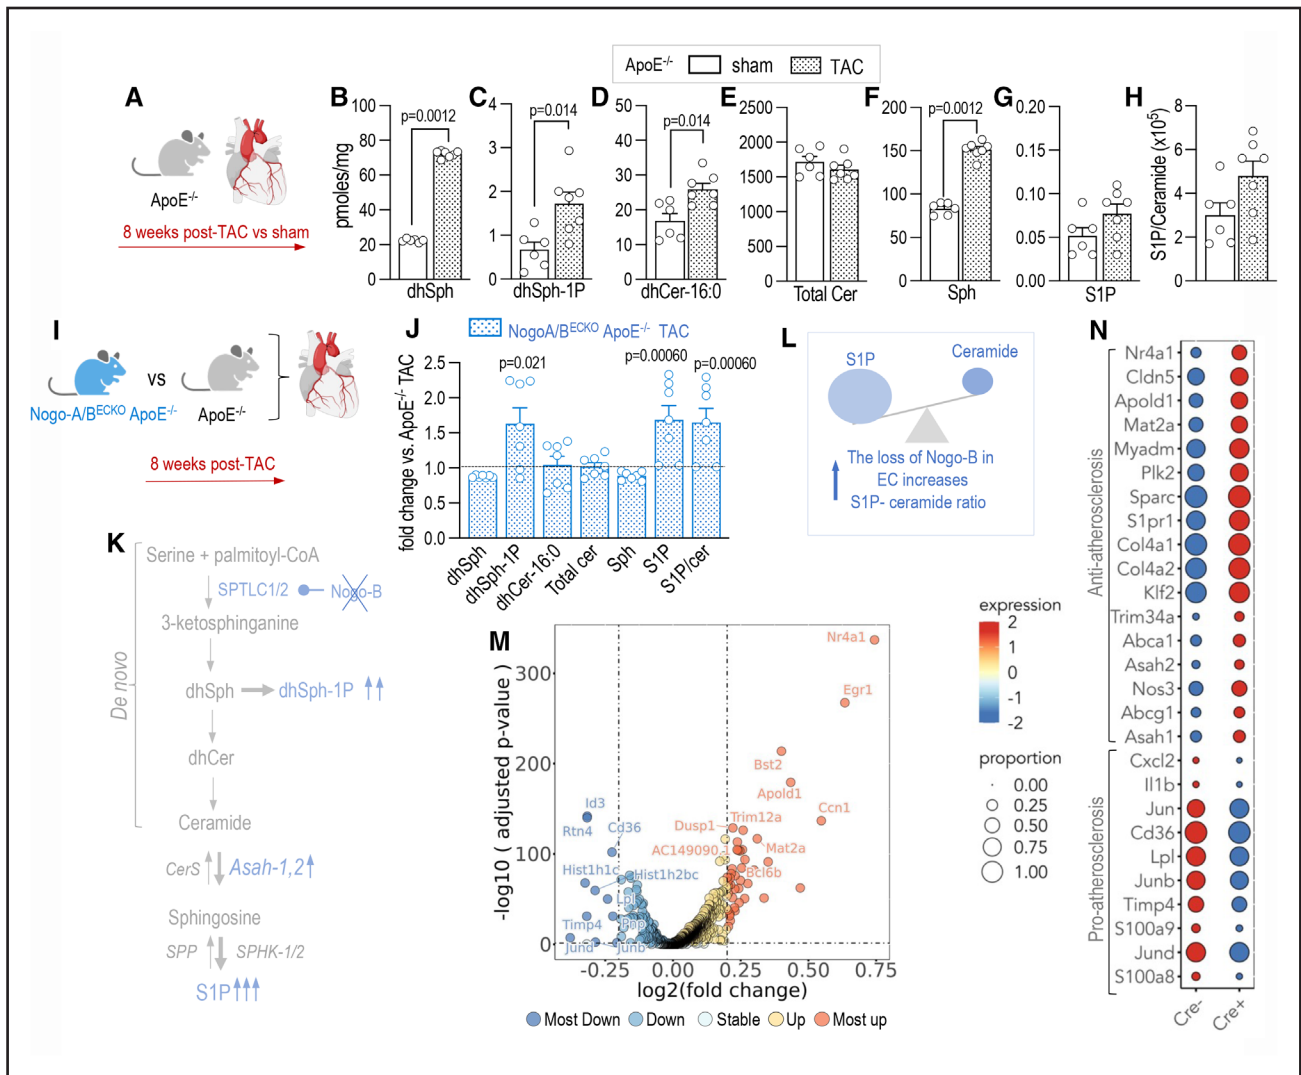 ApoE-/- sham TAC
A
ApoE-/-
8 weeks post-TAC vs sham
B
pmoles/mg
100
80
60
40
20
0
p=0.0012
dhSph
C
4
3
2
1
0
p=0.014
dhSph-1P
D
50
40
30
20
10
0
p=0.014
dhCer-16:0
E
2500
2000
1500
1000
500
0
Total Cer
F
200
150
100
50
0
p=0.0012
Sph
G
0.20
0.15
0.10
0.05
0.00
S1P
H
S1P/Ceramide (x10⁵)
8
6
4
2
0
I
vs
Nogo-A/BECKO ApoE-/-
ApoE-/-
8 weeks post-TAC
J
NogoA/BECKO ApoE-/- TAC
fold change vs. ApoE-/- TAC
2.5
2.0
1.5
1.0
0.5
0.0
p=0.021
p=0.00060
p=0.00060
dhSph
dhSph-1P
dhCer-16:0
Total cer
Sph
S1P
S1P/cer
K
De novo
Serine + palmitoyl-CoA
SPTLC1/2 Nogo-B
3-ketosphinganine
dhSph dhSph-1P
dhCer
Ceramide
CerS Asah-1,2
Sphingosine
SPP SPHK-1/2
S1P
L
S1P
Ceramide
The loss of Nogo-B in
EC increases
S1P- ceramide ratio
M
-log10 ( adjusted p-value )
300
200
100
0
Nr4a1
Egr1
Bst2
Apold1
Ccn1
Trim12a
Dusp1
Mat2a
AC149090.1
Bcl6b
Id3
Rtn4
Cd36
Hist1h1c
Hist1h2bc
Lpl
Timp4
Jund
Junb
-0.25
0.00
0.25
0.50
0.75
log2(fold change)
Most Down Down Stable Up Most up
expression
2
1
0
-1
-2
proportion
0.00
0.25
0.50
0.75
1.00
N
Anti-atherosclerosis
Nr4a1
Cldn5
Apold1
Mat2a
Myadm
Plk2
Sparc
S1pr1
Col4a1
Col4a2
Klf2
Trim34a
Abca1
Asah2
Nos3
Abcg1
Asah1
Pro-atherosclerosis
Cxcl2
Il1b
Jun
Cd36
Lpl
Junb
Timp4
S100a9
Jund
S100a8
Cre-
Cre+